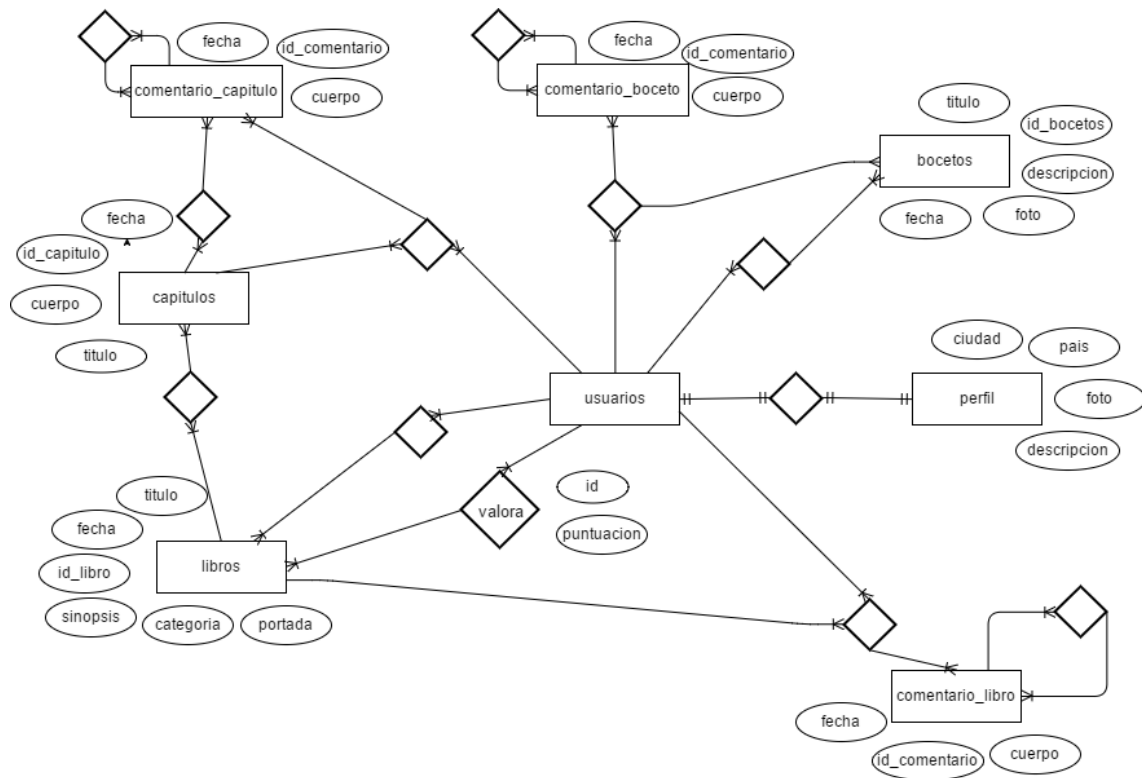 fecha
id_comentario
comentario_capitulo
cuerpo
fecha
id_comentario
comentario_boceto
cuerpo
titulo
id_bocetos
bocetos
descripcion
fecha
foto
fecha
id_capitulo
cuerpo
capitulos
titulo
ciudad
pais
usuarios
perfil
foto
descripcion
titulo
fecha
id_libro
libros
sinopsis
categoria
portada
valora
id
puntuacion
comentario_libro
fecha
id_comentario
cuerpo